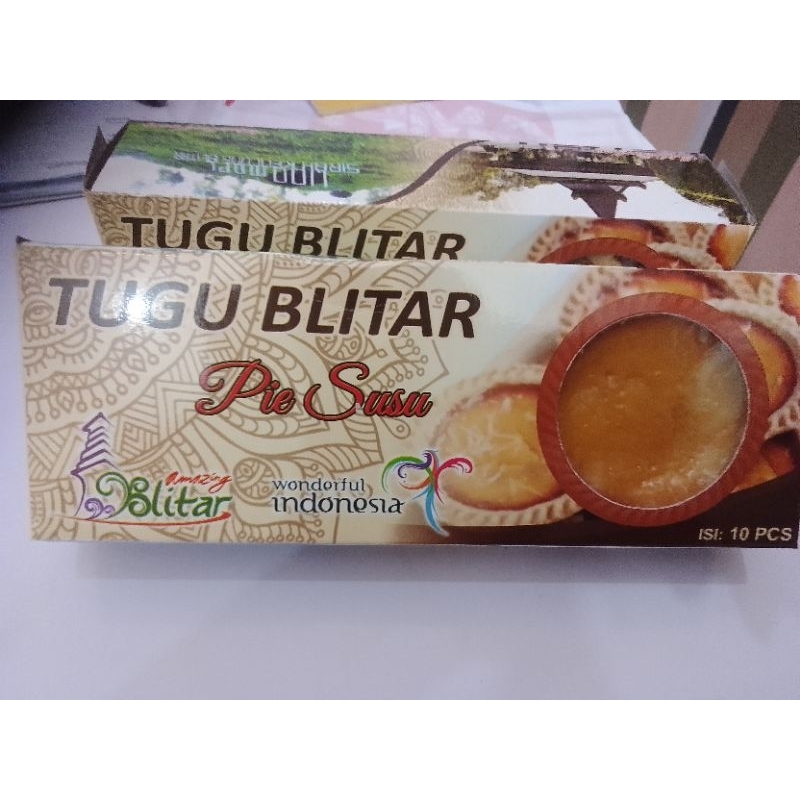 TUGU BLITAR
TUGU BLITAR
Pie Susu
amazing
Blitar
wonderful
indonesia
ISI: 10 PCS